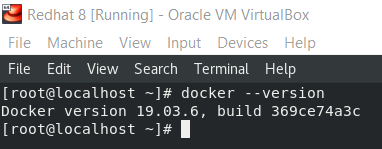 Redhat 8 [Running] - Oracle VM VirtualBox
File Machine View Input Devices Help
File Edit View Search Terminal Help
[root@localhost ~]# docker --version
Docker version 19.03.6, build 369ce74a3c
[root@localhost ~]#